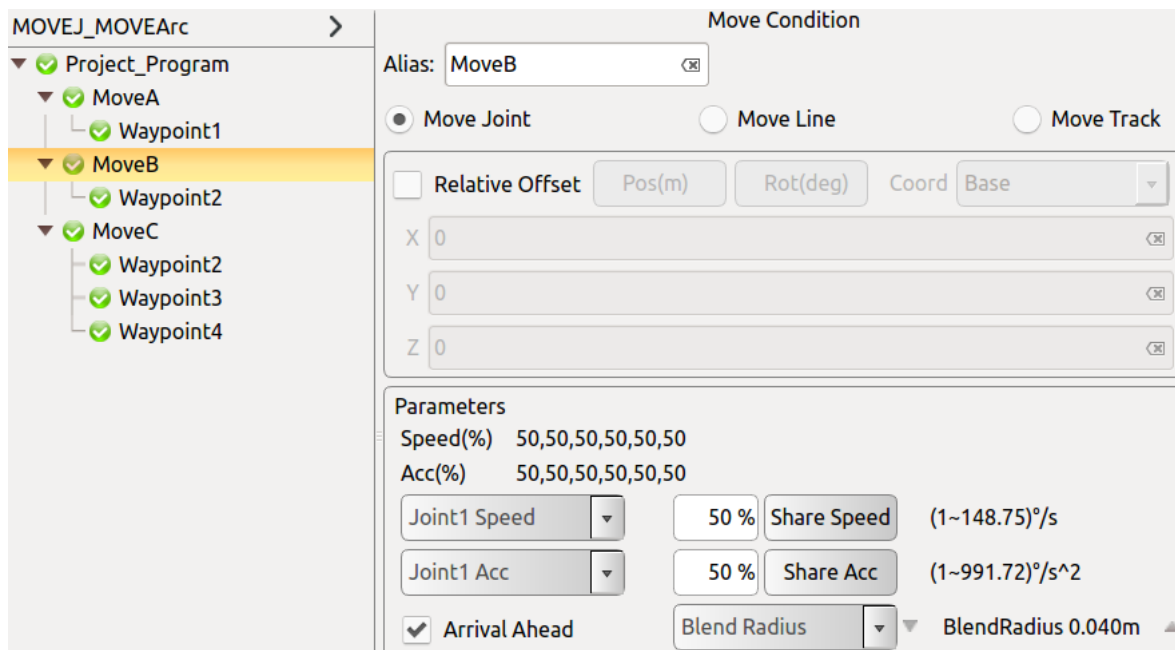 MOVEJ_MOVEArc
Project_Program
MoveA
Waypoint1
MoveB
Waypoint2
MoveC
Waypoint2
Waypoint3
Waypoint4
Move Condition
Alias: MoveB
Move Joint Move Line Move Track
Relative Offset Pos(m) Rot(deg) Coord Base
X 0
Y 0
Z 0
Parameters
Speed(%) 50,50,50,50,50,50
Acc(%) 50,50,50,50,50,50
Joint1 Speed 50 % Share Speed (1~148.75)°/s
Joint1 Acc 50 % Share Acc (1~991.72)°/s^2
Arrival Ahead Blend Radius BlendRadius 0.040m